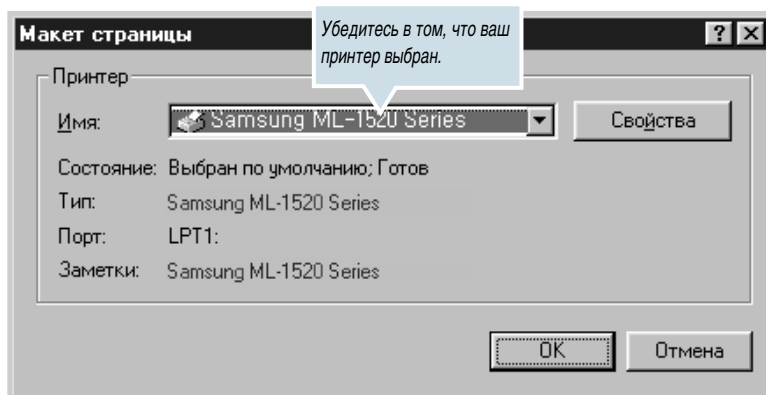 Макет страницы
Убедитесь в том, что ваш
принтер выбран.
Принтер
Имя: Samsung ML-1520 Series Свойства
Состояние: Выбран по умолчанию; Готов
Тип: Samsung ML-1520 Series
Порт: LPT1:
Заметки: Samsung ML-1520 Series
OK Отмена